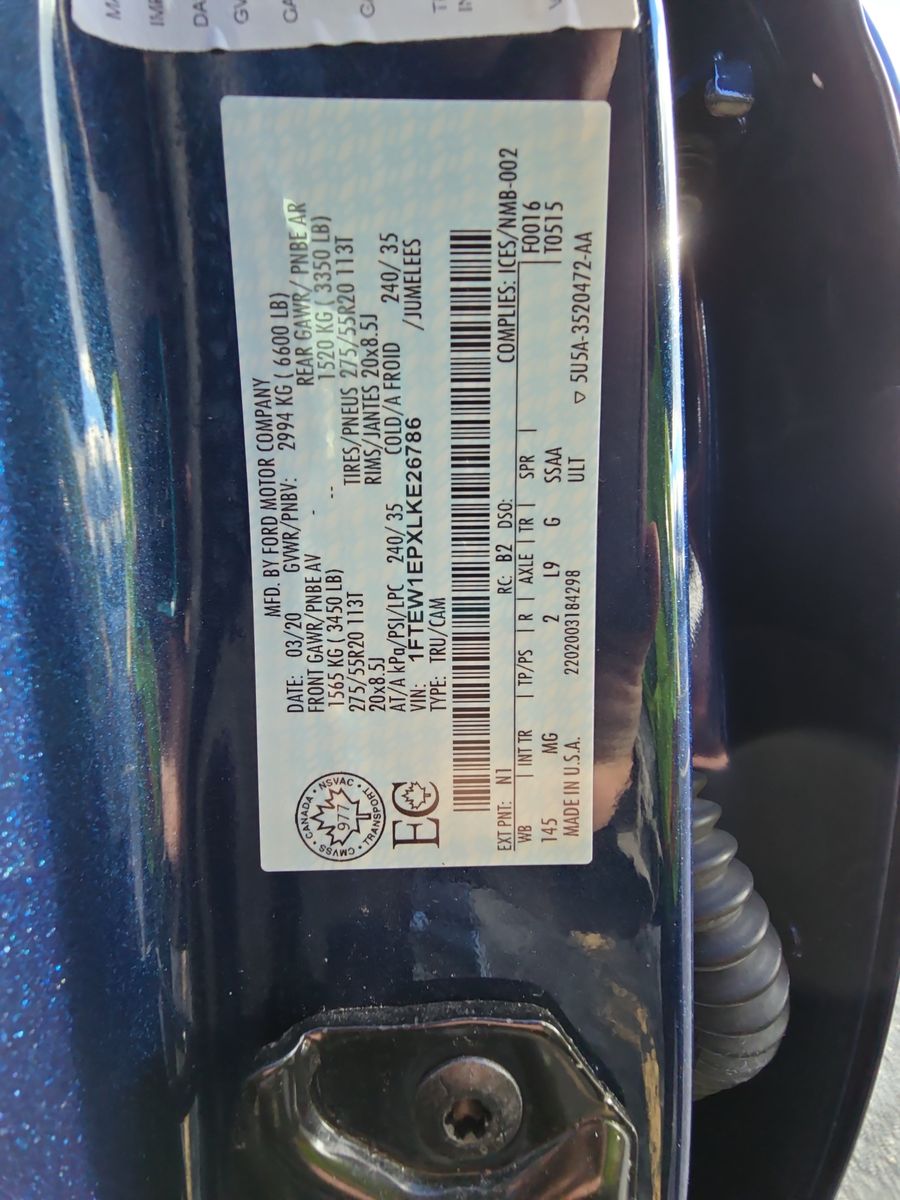 MFD. BY FORD MOTOR COMPANY
DATE: 03/20 GVWR/PNBV: 2994 KG ( 6600 LB)
FRONT GAWR/PNBE AV REAR GAWR/ PNBE AR
1565 KG ( 3450 LB) - -- 1520 KG ( 3350 LB)
275/55R20 113T TIRES/PNEUS 275/55R20 113T
20x8.5J RIMS/JANTES 20x8.5J
AT/A kPa/PSI/LPC 240/ 35 COLD/A FROID 240/ 35
VIN: 1FTEW1EPXLKE26786 /JUMELEES
TYPE: TRU/CAM
CANADA • NSVAC • TRANSPORT • CMVSS •
977
EC
EXT PNT: N1 RC: B2 DSO: COMPLIES: ICES/NMB-002
WB | INT TR | TP/PS | R | AXLE | TR | SPR | F0016
145 MG 2 L9 G SSAA T0515
MADE IN U.S.A. 2202003184298 ULT ▽ 5U5A-3520472-AA